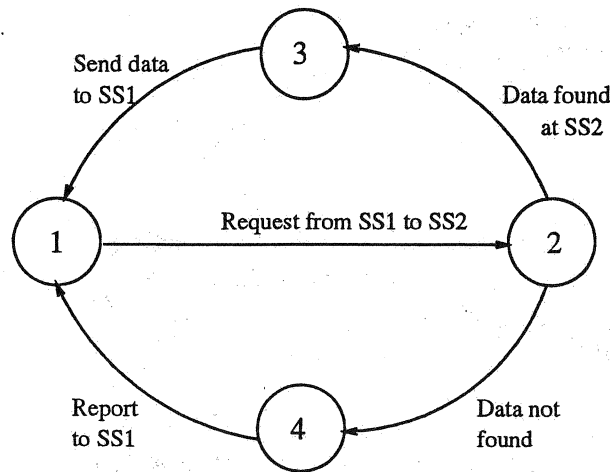 3
Send data
to SS1
Data found
at SS2
1
Request from SS1 to SS2
2
Report
to SS1
4
Data not
found